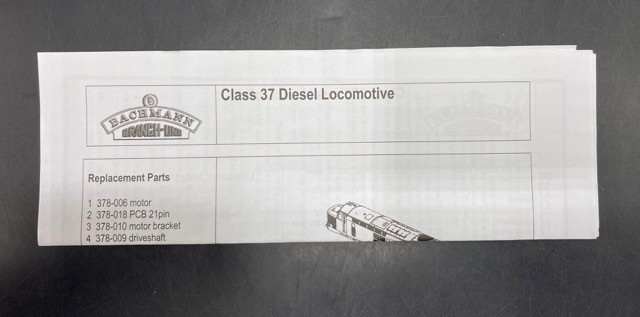 BACHMANN
BRANCH-LINE
Class 37 Diesel Locomotive
Replacement Parts
1 378-006 motor
2 378-018 PCB 21pin
3 378-010 motor bracket
4 378-009 driveshaft